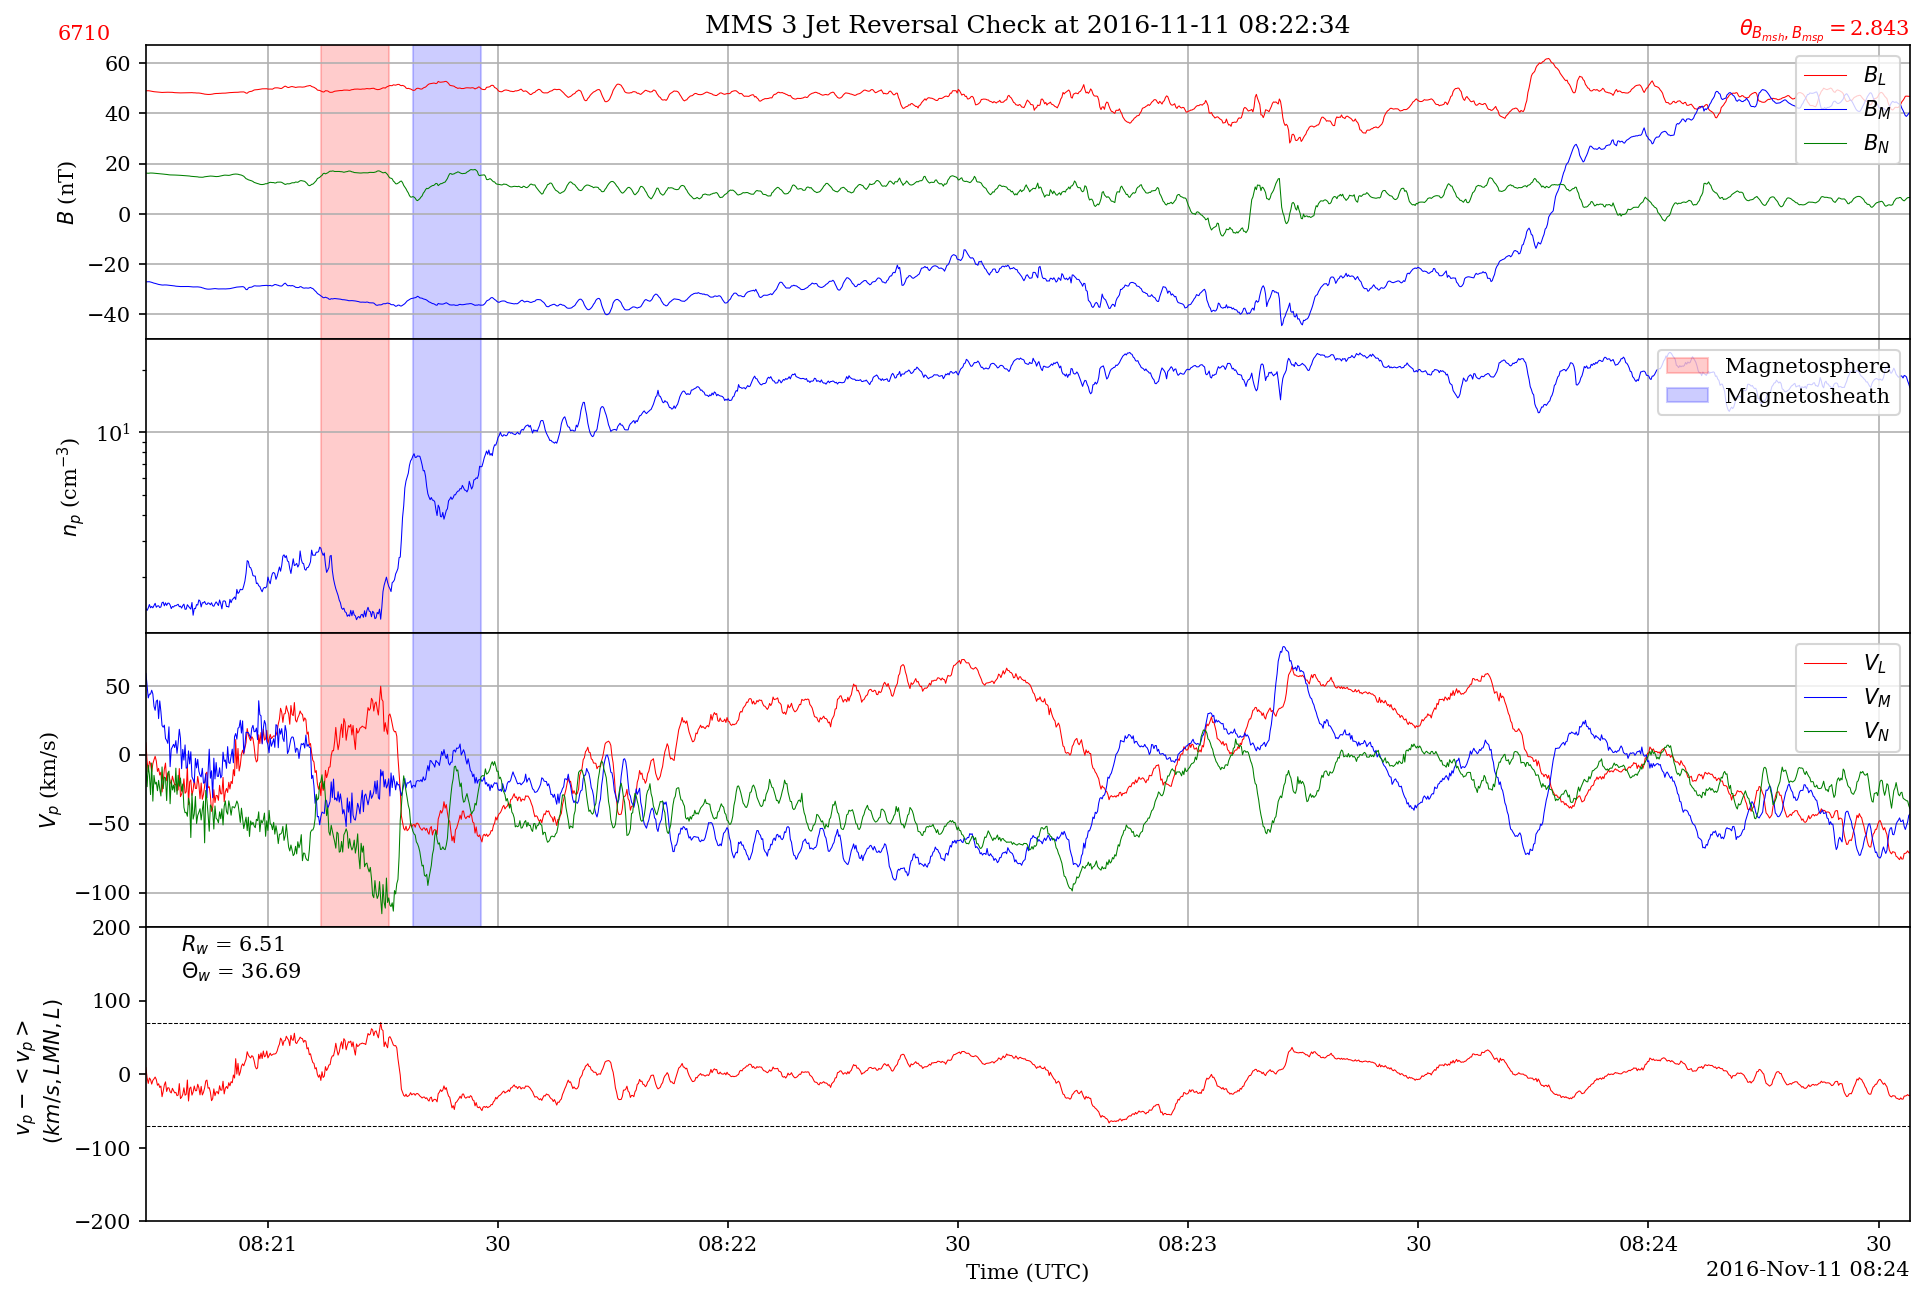 6710
MMS 3 Jet Reversal Check at 2016-11-11 08:22:34
θ_{B_{msh}, B_{msp}} = 2.843
B (nT)
60
40
20
0
−20
−40
B_L
B_M
B_N
n_p (cm^{−3})
10^1
Magnetosphere
Magnetosheath
V_p (km/s)
50
0
−50
−100
V_L
V_M
V_N
v_p − < v_p >
(km/s, LMN, L)
200
100
0
−100
−200
R_w = 6.51
Θ_w = 36.69
08:21
30
08:22
30
08:23
30
08:24
30
Time (UTC)
2016-Nov-11 08:24